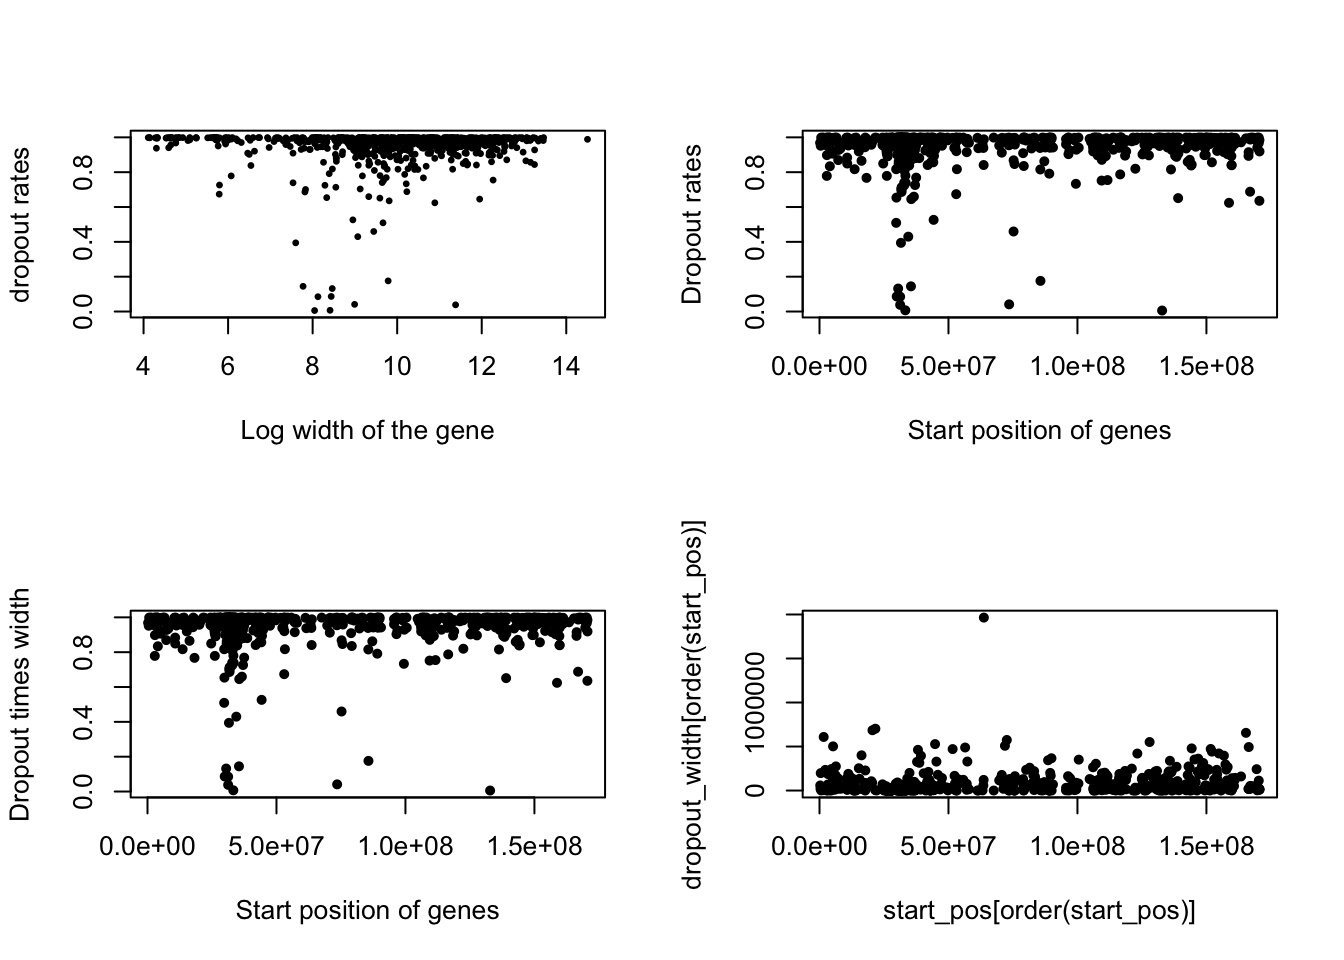 dropout rates
0.0 0.4 0.8
4 6 8 10 12 14
Log width of the gene
Dropout rates
0.0 0.4 0.8
0.0e+00 5.0e+07 1.0e+08 1.5e+08
Start position of genes
Dropout times width
0.0 0.4 0.8
0.0e+00 5.0e+07 1.0e+08 1.5e+08
Start position of genes
dropout_width[order(start_pos)]
0 1000000
0.0e+00 5.0e+07 1.0e+08 1.5e+08
start_pos[order(start_pos)]